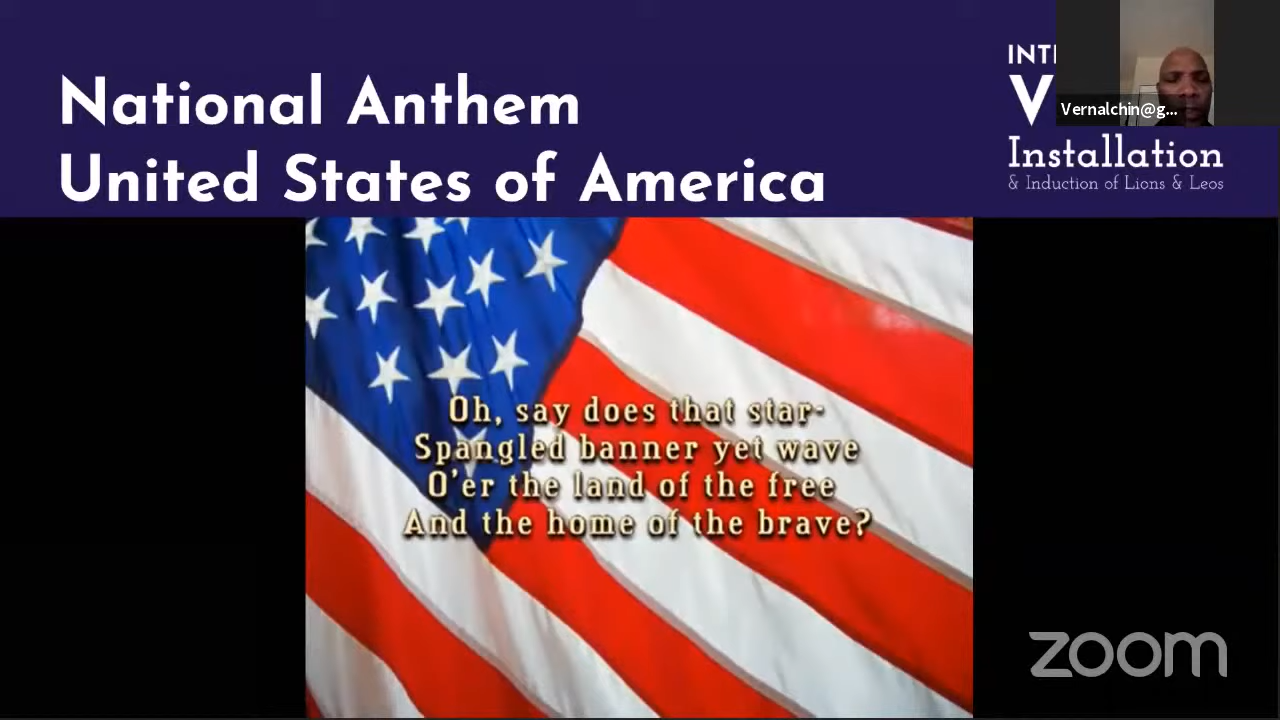 National Anthem
United States of America
INT
V
Vernalchin@g...
Installation
& Induction of Lions & Leos
Oh, say does that star-
Spangled banner yet wave
O'er the land of the free
And the home of the brave?
zoom